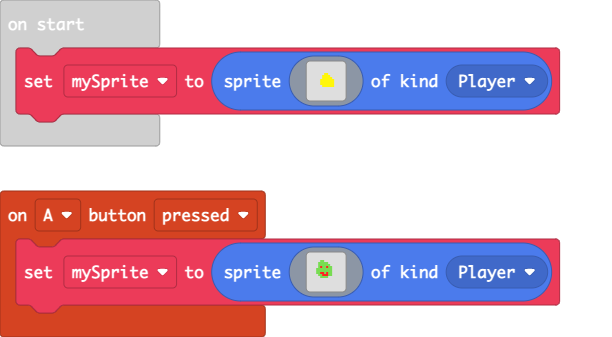 on start
set mySprite to sprite of kind Player
on A button pressed
set mySprite to sprite of kind Player